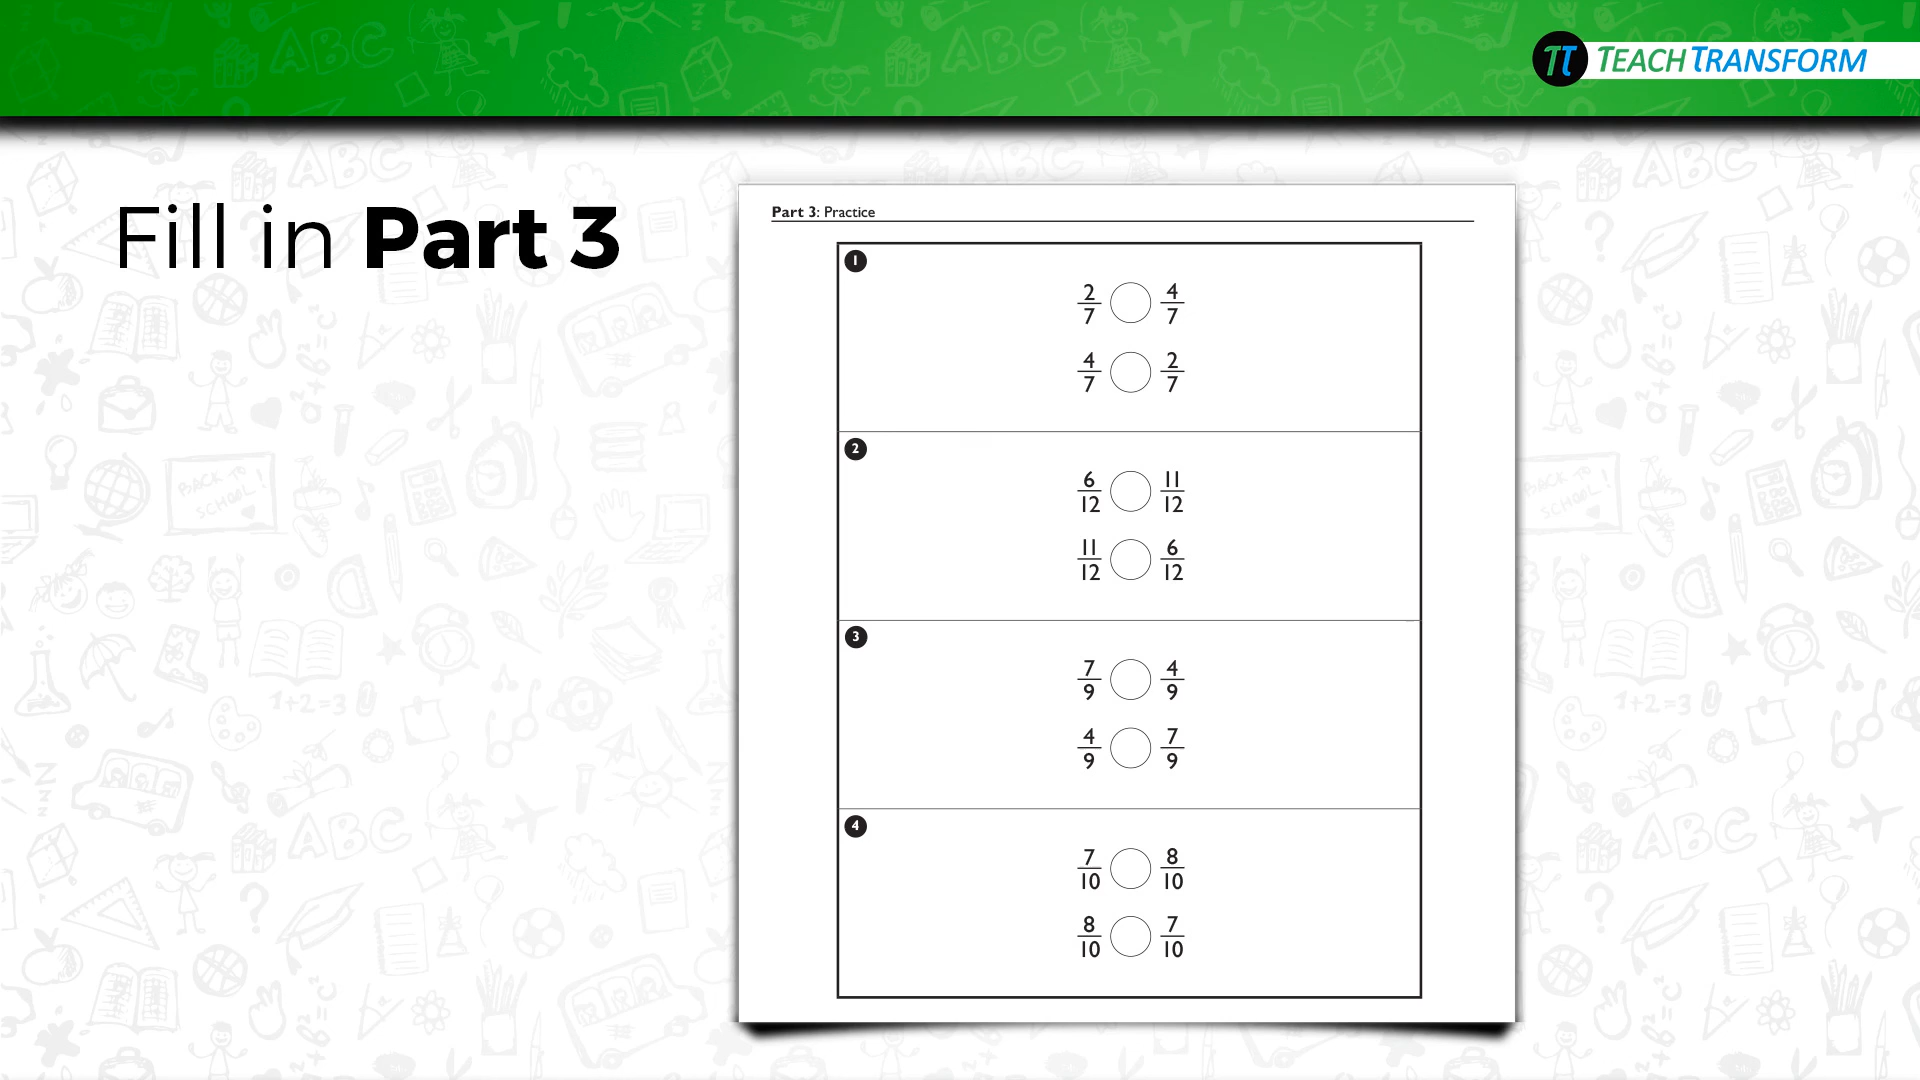 TEACH TRANSFORM
Fill in Part 3
Part 3: Practice
1
2/7 ◯ 4/7
4/7 ◯ 2/7
2
6/12 ◯ 11/12
11/12 ◯ 6/12
3
7/9 ◯ 4/9
4/9 ◯ 7/9
4
7/10 ◯ 8/10
8/10 ◯ 7/10